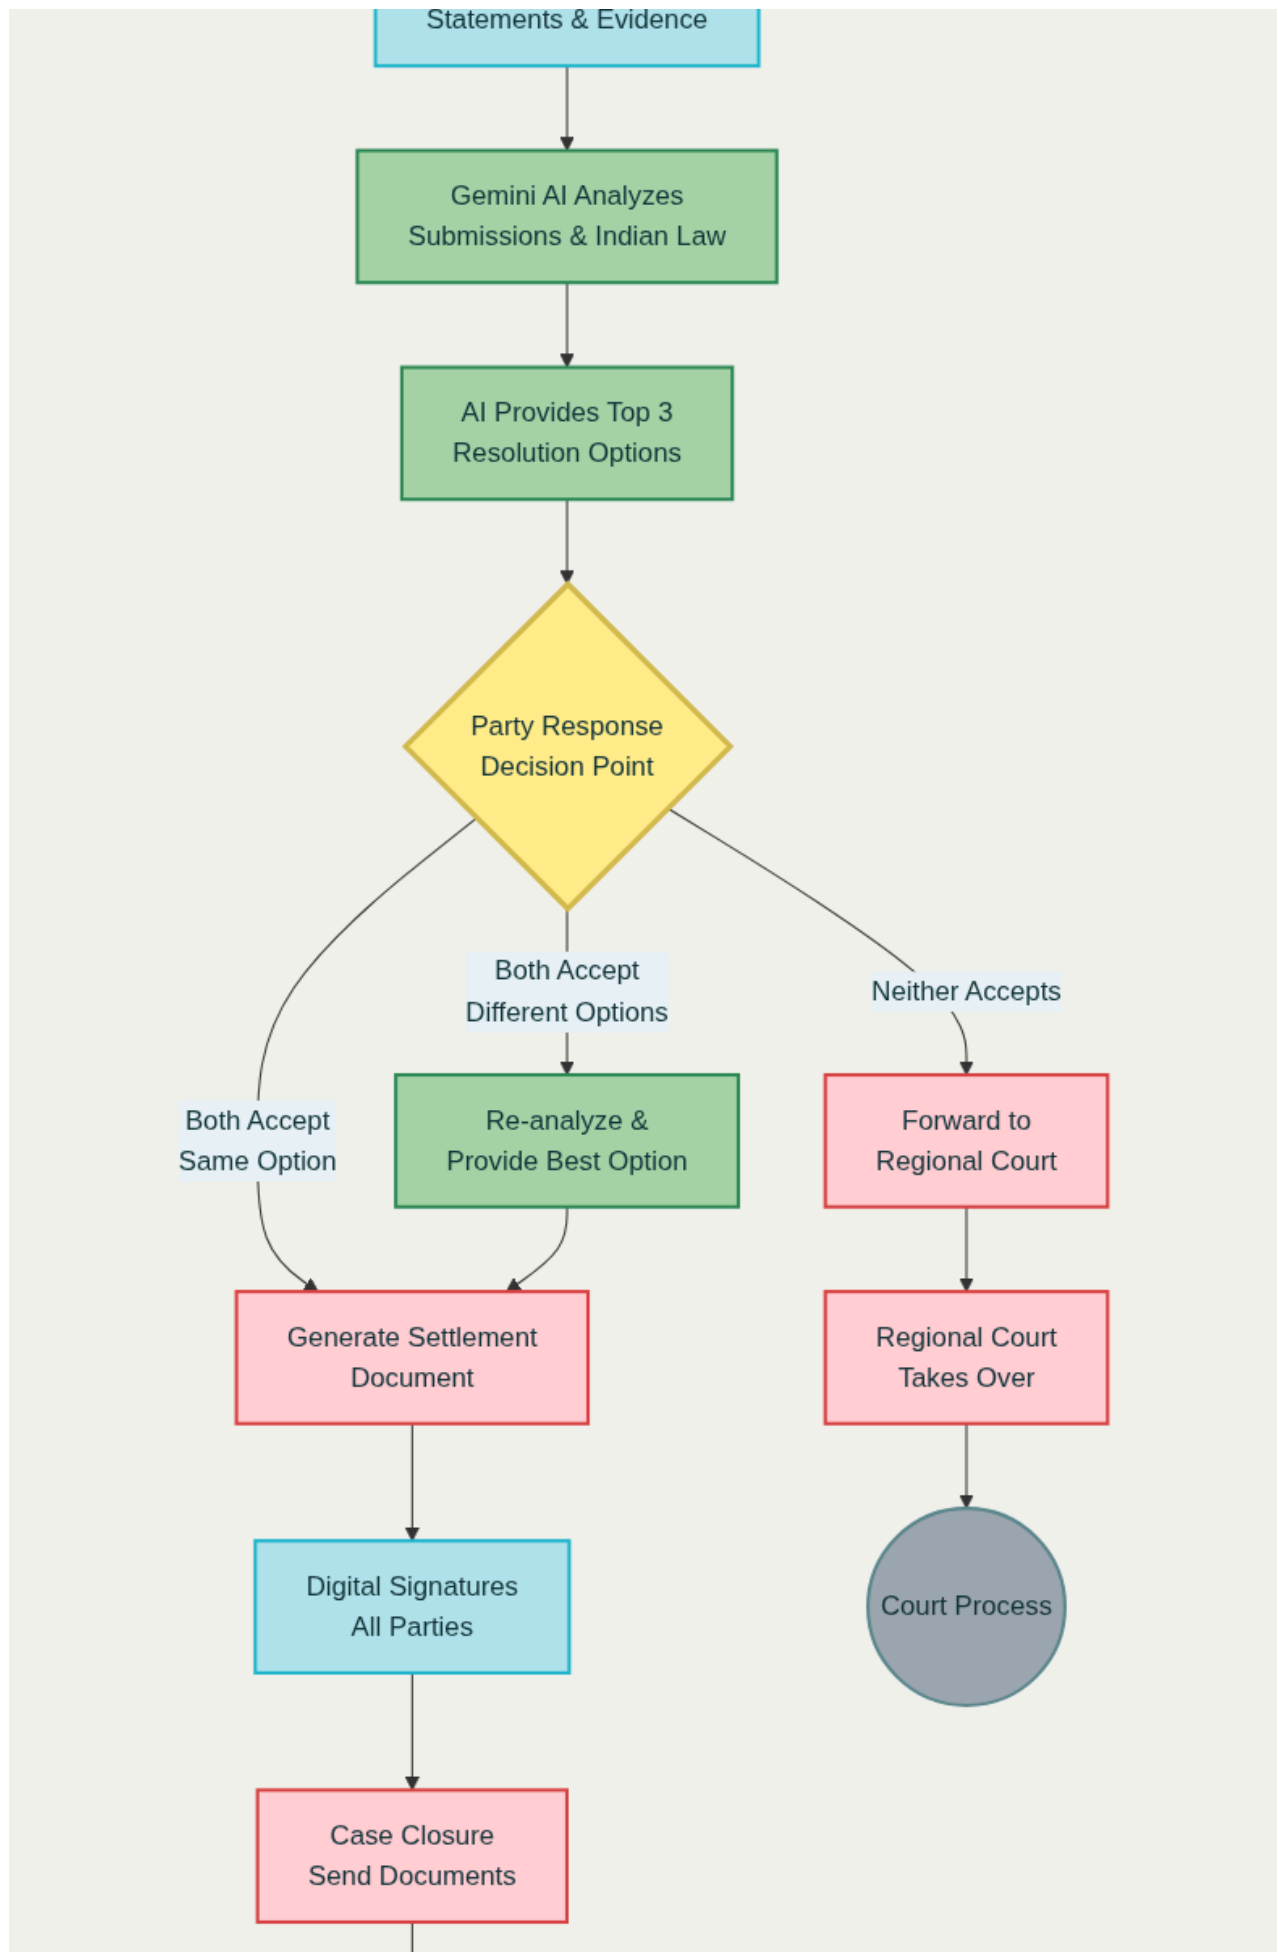 Statements & Evidence
Gemini AI Analyzes
Submissions & Indian Law
AI Provides Top 3
Resolution Options
Party Response
Decision Point
Both Accept
Different Options
Neither Accepts
Both Accept
Same Option
Re-analyze &
Provide Best Option
Forward to
Regional Court
Generate Settlement
Document
Regional Court
Takes Over
Digital Signatures
All Parties
Court Process
Case Closure
Send Documents